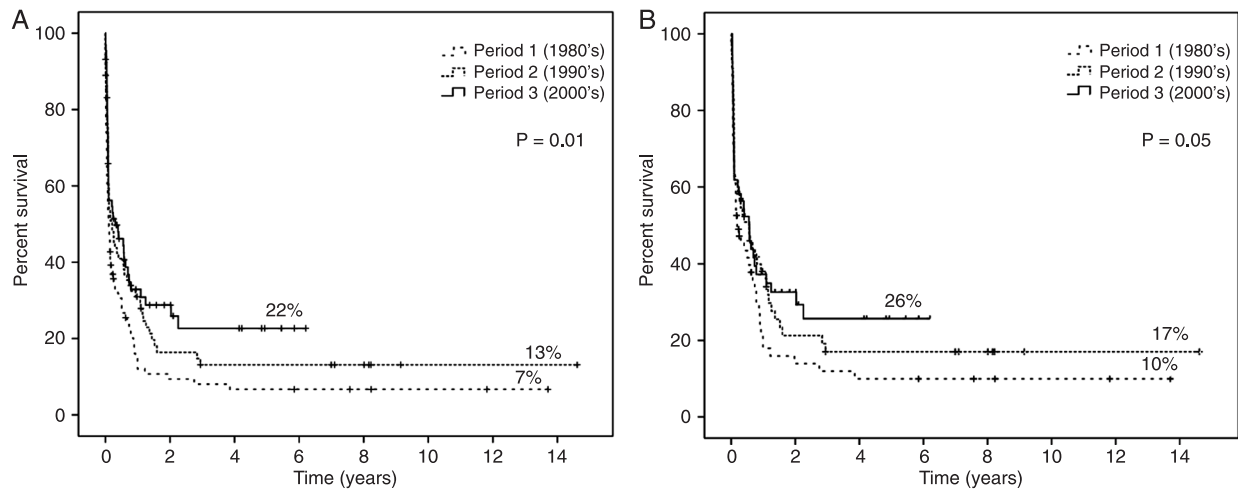 A
100
80
60
40
20
0
Percent survival
Period 1 (1980's)
Period 2 (1990's)
Period 3 (2000's)
P = 0.01
22%
13%
7%
0 2 4 6 8 10 12 14
Time (years)
B
100
80
60
40
20
0
Percent survival
Period 1 (1980's)
Period 2 (1990's)
Period 3 (2000's)
P = 0.05
26%
17%
10%
0 2 4 6 8 10 12 14
Time (years)